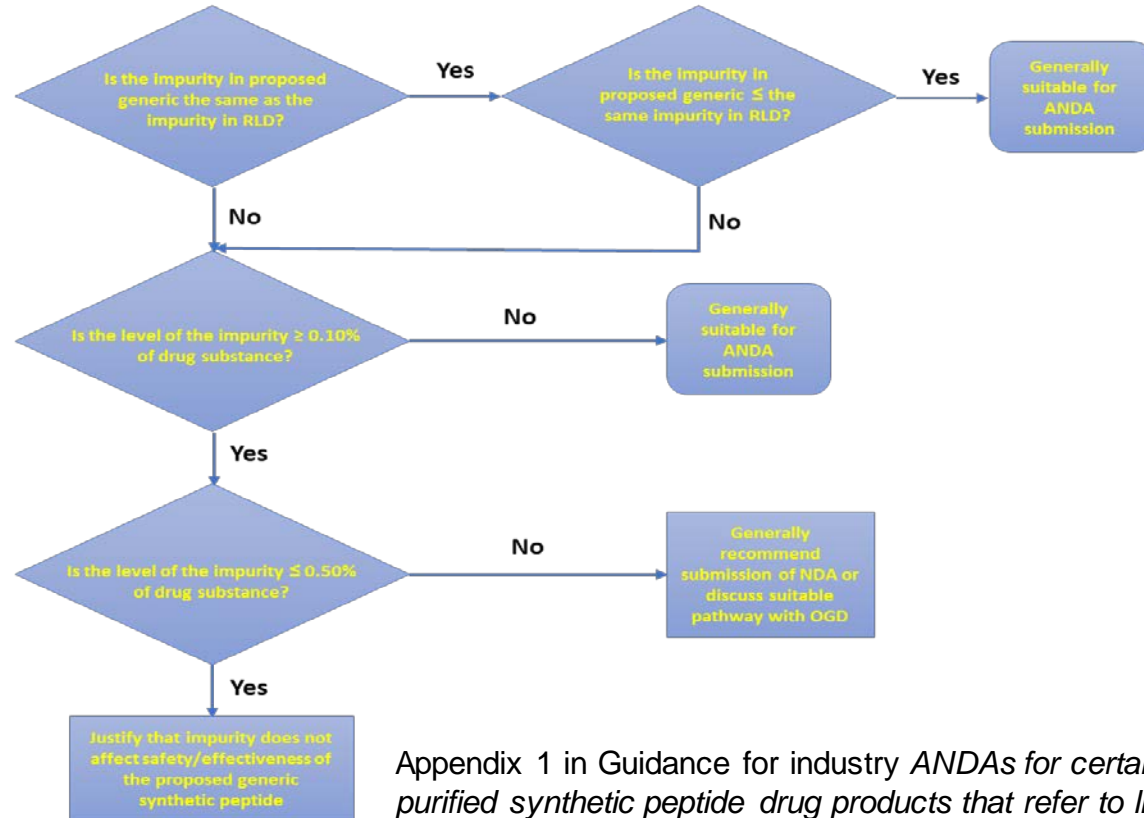 Is the impurity in proposed
generic the same as the
impurity in RLD?
Yes
Is the impurity in
proposed generic ≤ the
same impurity in RLD?
Yes
Generally
suitable for
ANDA
submission
No
No
Is the level of the impurity ≥ 0.10%
of drug substance?
No
Generally
suitable for
ANDA
submission
Yes
Is the level of the impurity ≤ 0.50%
of drug substance?
No
Generally
recommend
submission of NDA or
discuss suitable
pathway with OGD
Yes
Justify that impurity does not
affect safety/effectiveness of
the proposed generic
synthetic peptide
Appendix 1 in Guidance for industry ANDAs for certa
purified synthetic peptide drug products that refer to